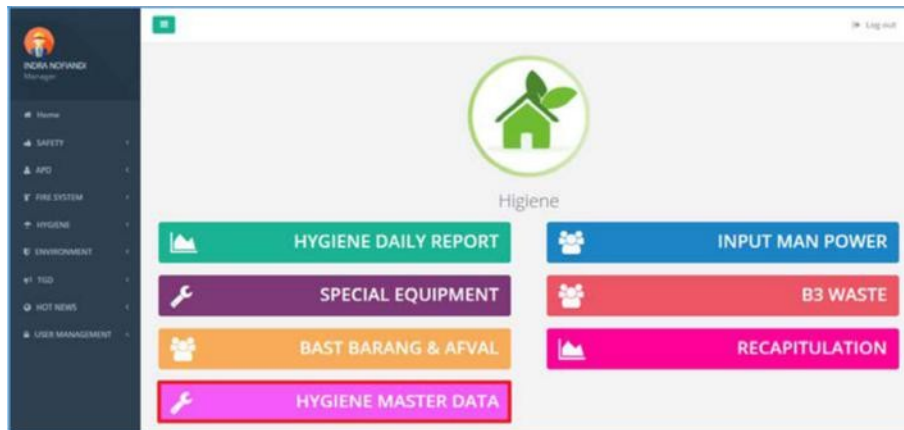 INDRA NOFIANDI
Manager
Home
SAFETY
APD
FIRE SYSTEM
HYGIENE
ENVIRONMENT
TGD
HOT NEWS
USER MANAGEMENT
Log out
Higiene
HYGIENE DAILY REPORT
INPUT MAN POWER
SPECIAL EQUIPMENT
B3 WASTE
BAST BARANG & AFVAL
RECAPITULATION
HYGIENE MASTER DATA